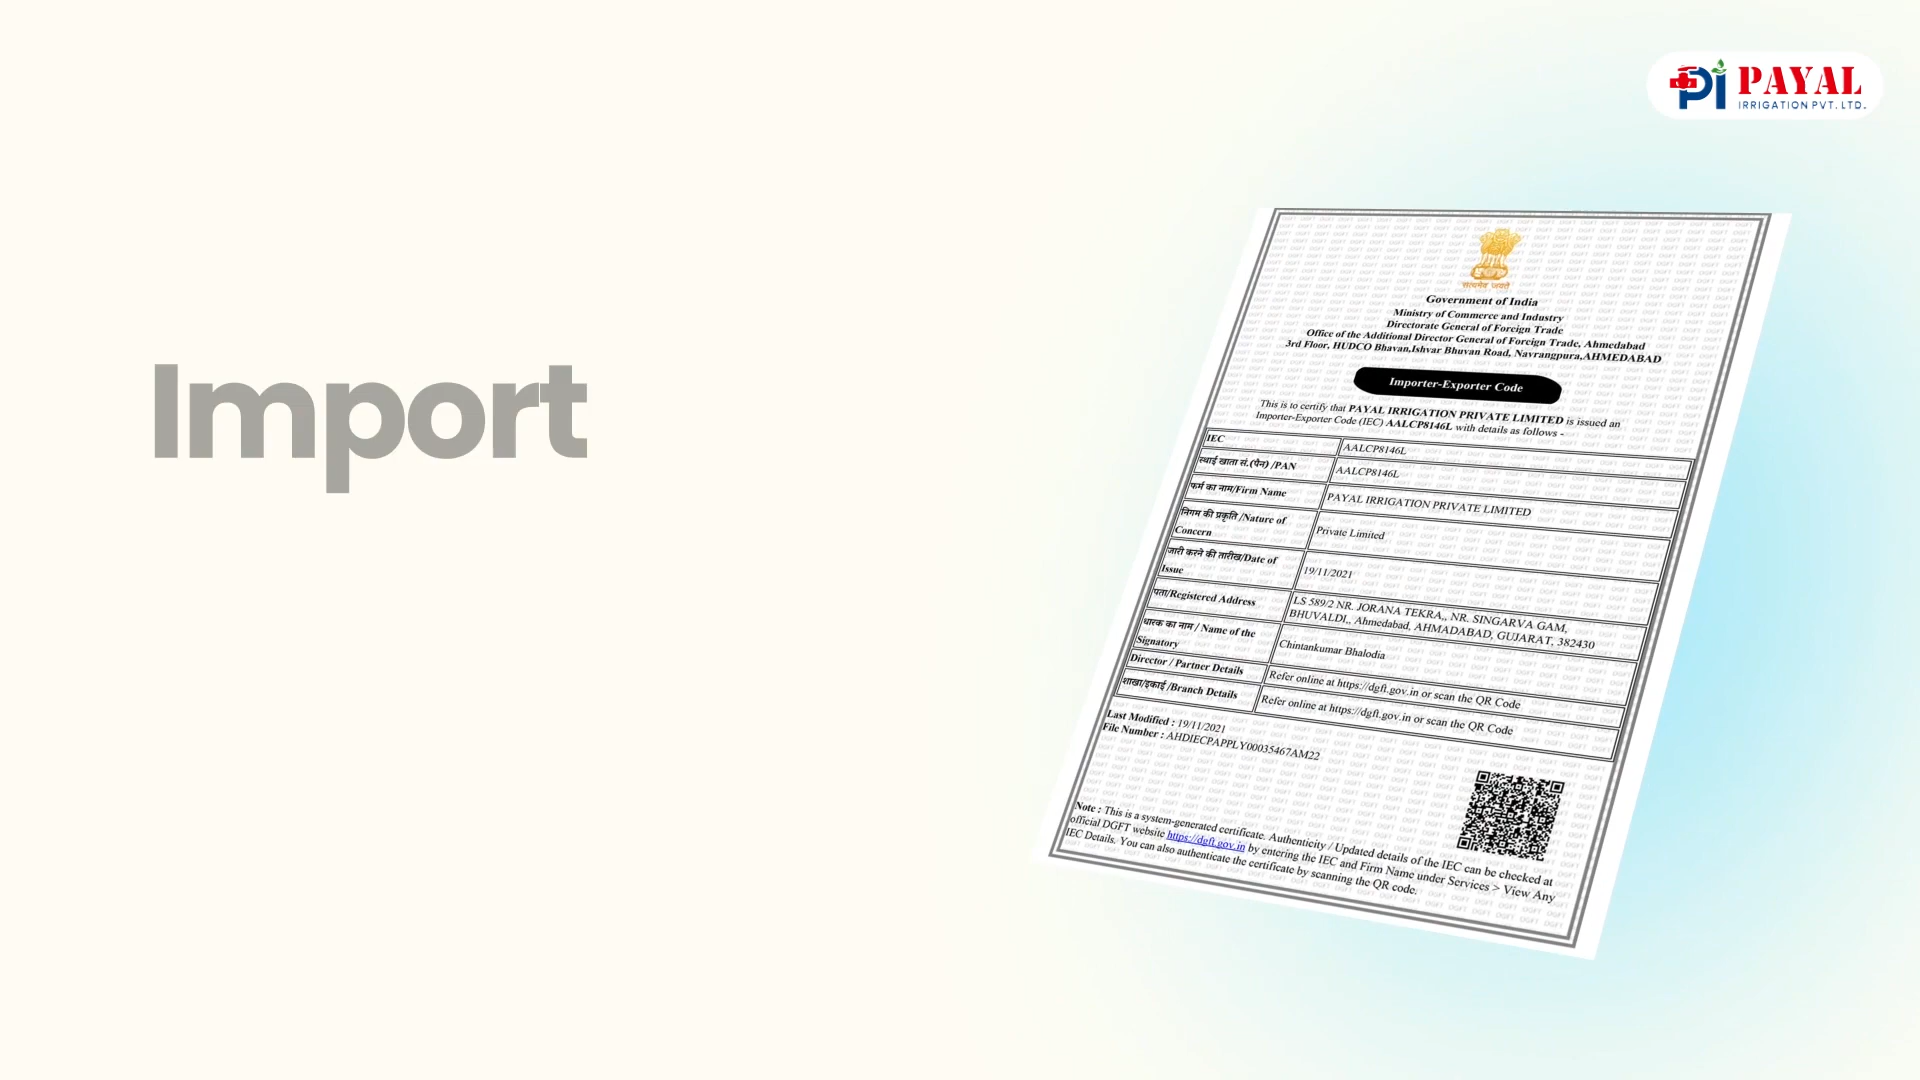 PAYAL
IRRIGATION PVT. LTD.
Import
सत्यमेव जयते
Government of India
Ministry of Commerce and Industry
Directorate General of Foreign Trade
Office of the Additional Director General of Foreign Trade, Ahmedabad
3rd Floor, HUDCO Bhavan,Ishvar Bhuvan Road, Navrangpura,AHMEDABAD
Importer-Exporter Code
This is to certify that PAYAL IRRIGATION PRIVATE LIMITED is issued an
Importer-Exporter Code (IEC) AALCP8146L with details as follows -
IEC AALCP8146L
स्थाई खाता सं.(पैन) /PAN AALCP8146L
फर्म का नाम/Firm Name PAYAL IRRIGATION PRIVATE LIMITED
निगम की प्रकृति /Nature of
Concern
Private Limited
जारी करने की तारीख/Date of
Issue
19/11/2021
पता/Registered Address
LS 589/2 NR. JORANA TEKRA,, NR. SINGARVA GAM,
BHUVALDI,, Ahmedabad, AHMADABAD, GUJARAT, 382430
धारक का नाम / Name of the
Signatory
Chintankumar Bhalodia
Director / Partner Details Refer online at https://dgft.gov.in or scan the QR Code
शाखा/इकाई /Branch Details Refer online at https://dgft.gov.in or scan the QR Code
Last Modified : 19/11/2021
File Number : AHDIECPAPPLY00035467AM22
Note : This is a system-generated certificate. Authenticity / Updated details of the IEC can be checked at
official DGFT website https://dgft.gov.in by entering the IEC and Firm Name under Services > View Any
IEC Details. You can also authenticate the certificate by scanning the QR code.